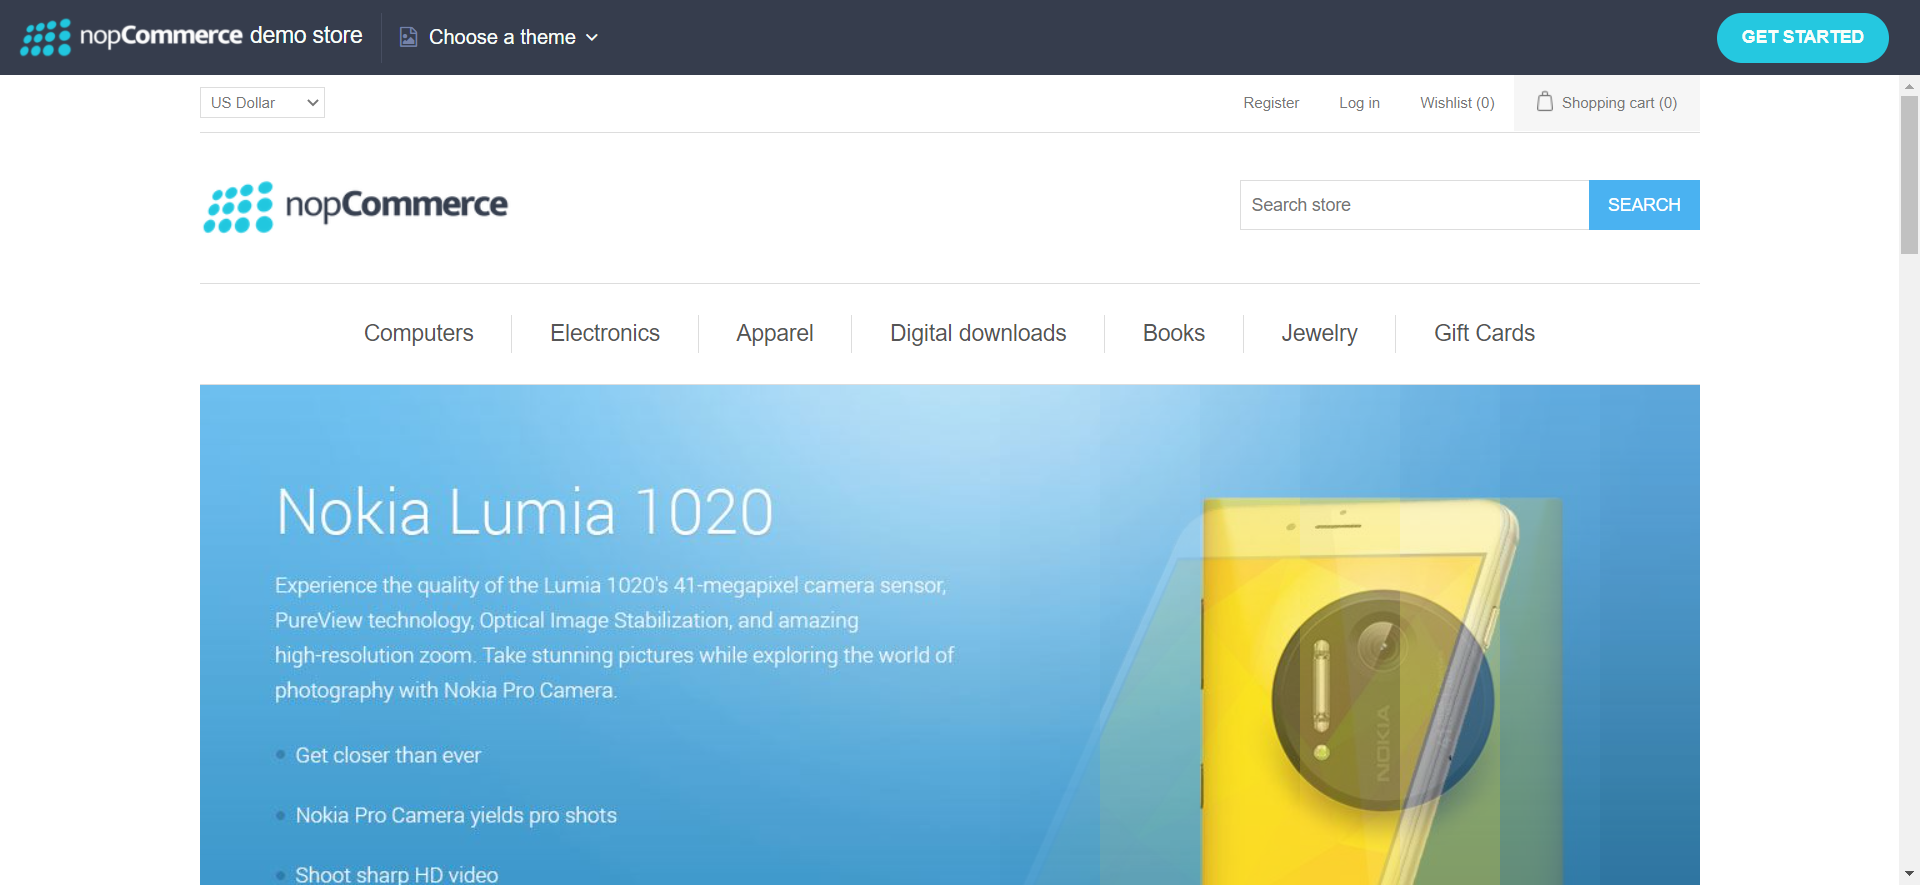 nopCommerce demo store
Choose a theme
GET STARTED
US Dollar
Register
Log in
Wishlist (0)
Shopping cart (0)
nopCommerce
Search store
SEARCH
Computers
Electronics
Apparel
Digital downloads
Books
Jewelry
Gift Cards
Nokia Lumia 1020
Experience the quality of the Lumia 1020's 41-megapixel camera sensor,
PureView technology, Optical Image Stabilization, and amazing
high-resolution zoom. Take stunning pictures while exploring the world of
photography with Nokia Pro Camera.
Get closer than ever
Nokia Pro Camera yields pro shots
Shoot sharp HD video
NOKIA